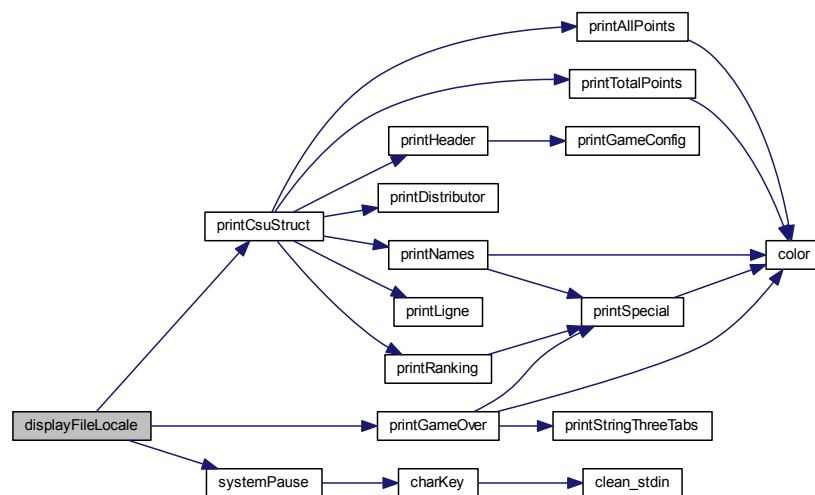 printAllPoints
printTotalPoints
printHeader
printGameConfig
printDistributor
printCsuStruct
printNames
color
printLigne
printSpecial
printRanking
displayFileLocale
printGameOver
printStringThreeTabs
systemPause
charKey
clean_stdin